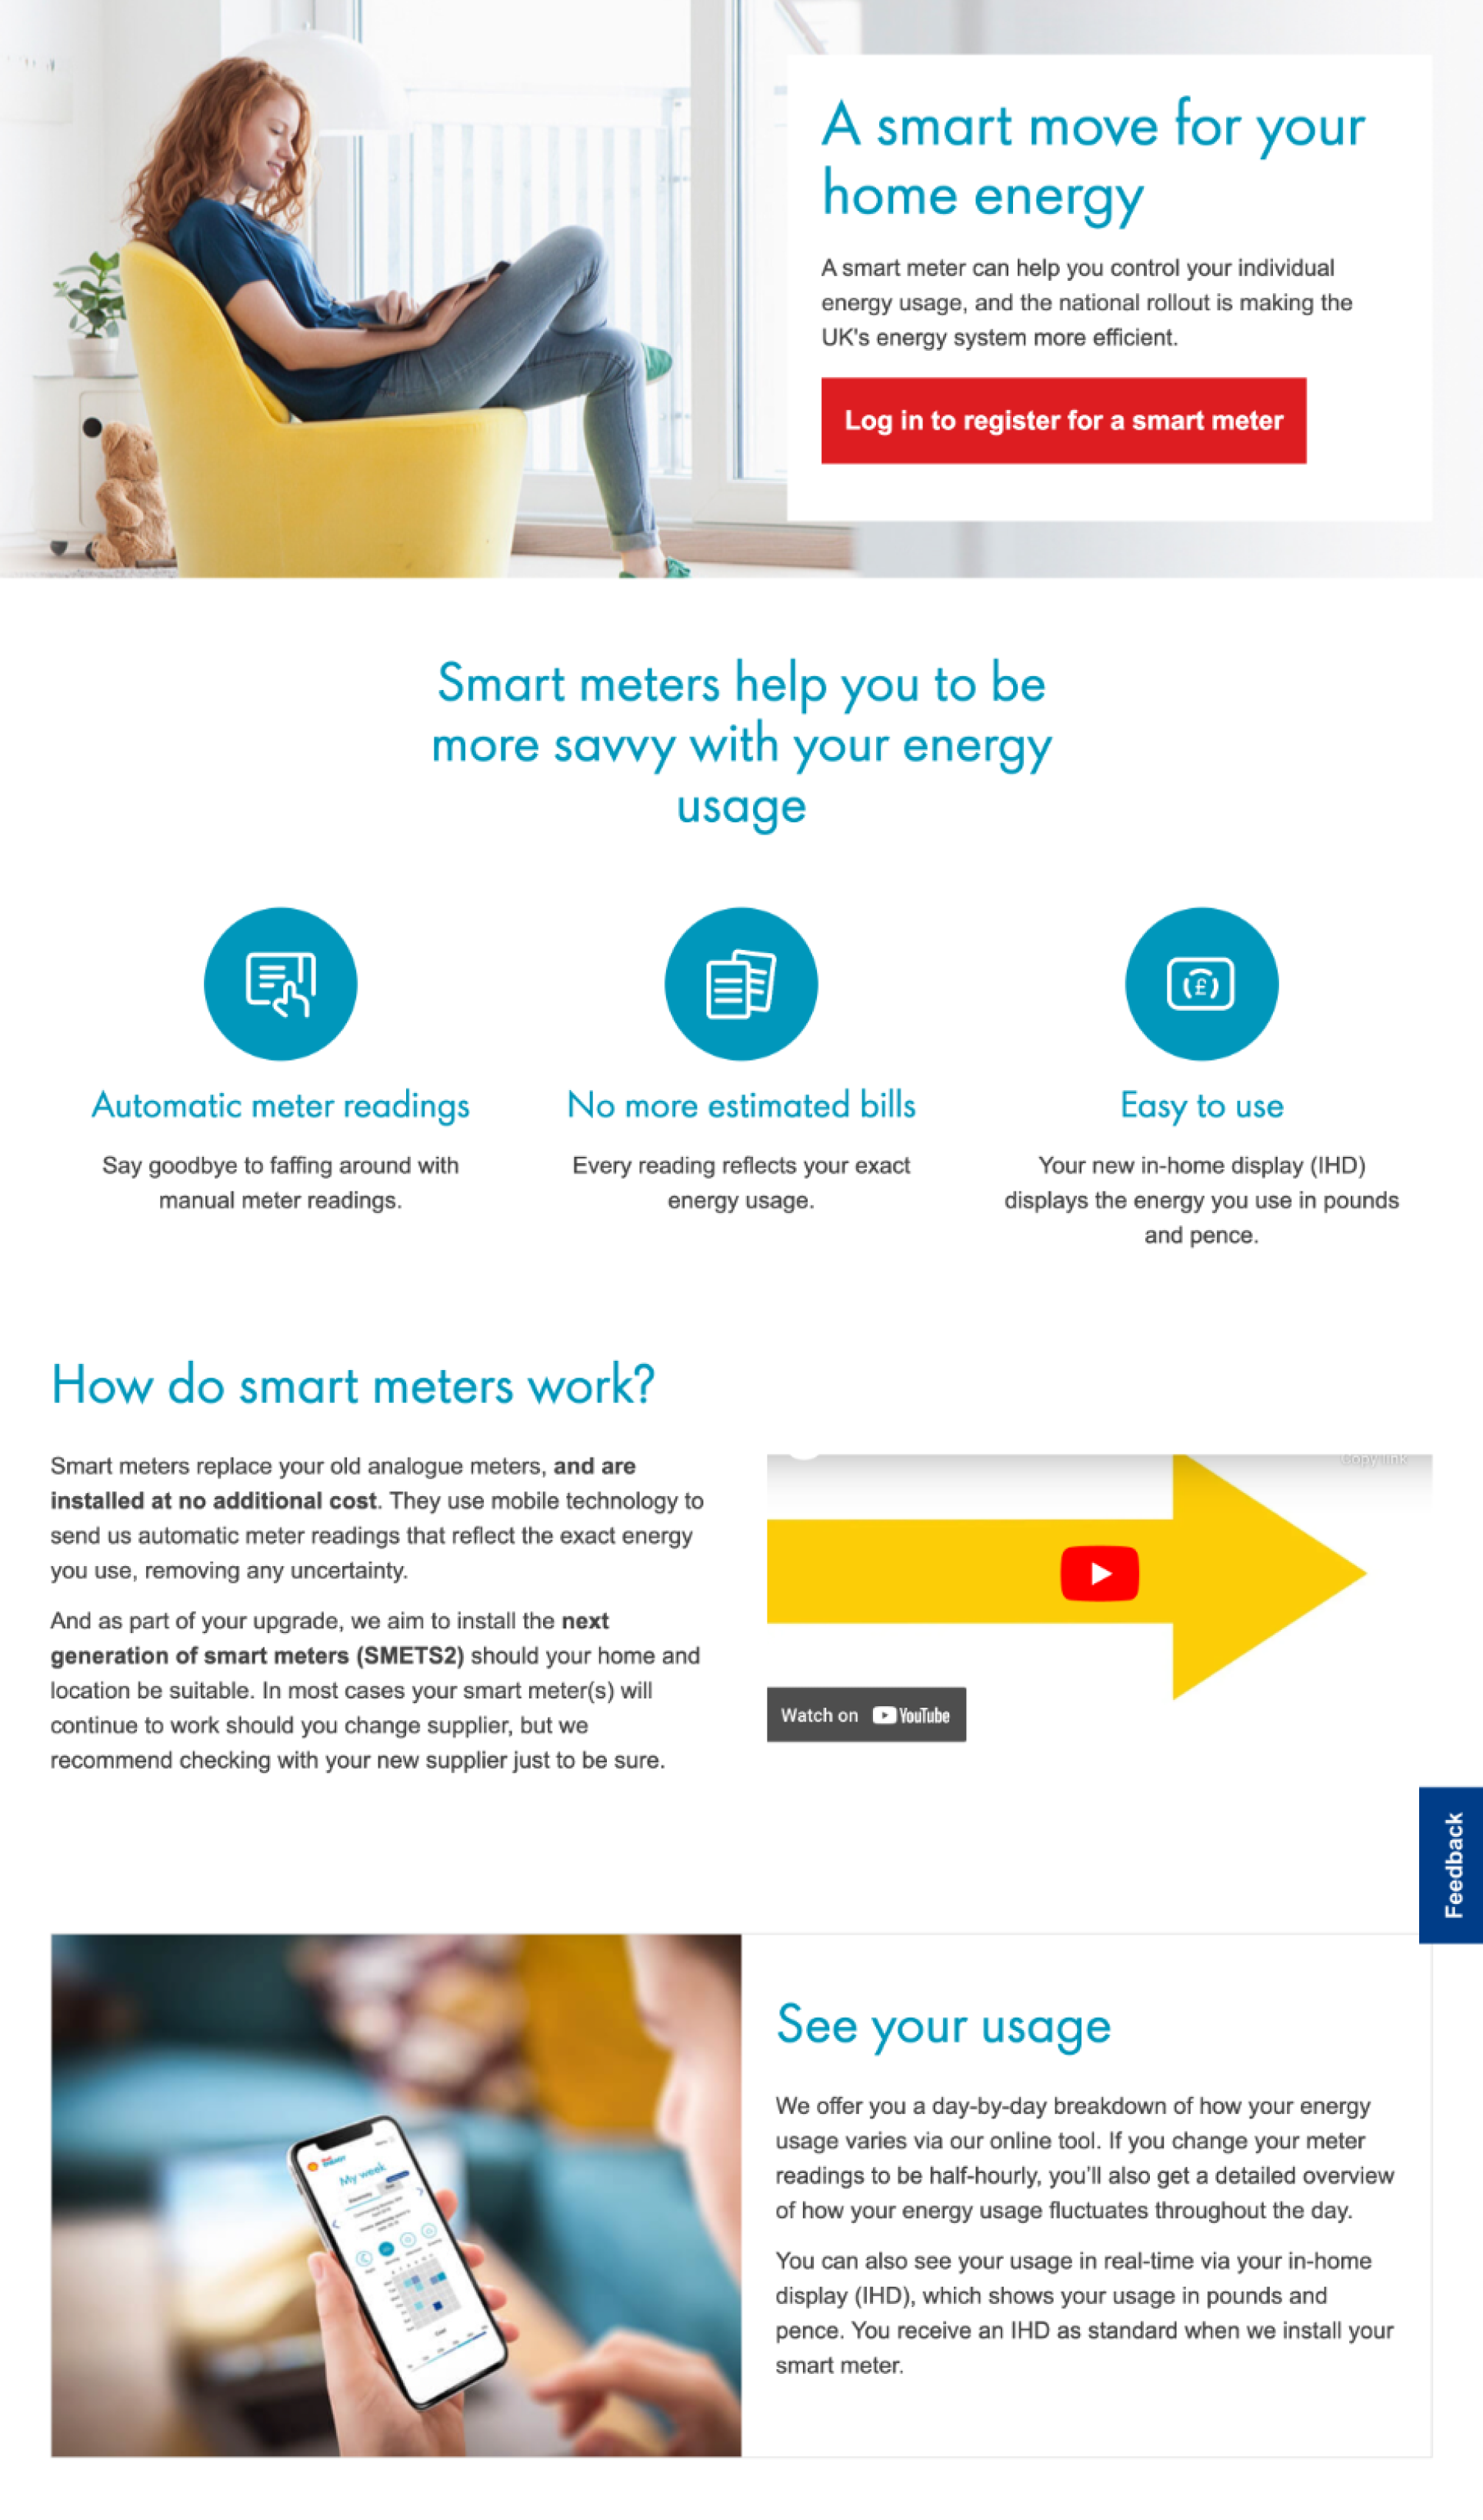 A smart move for your
home energy
A smart meter can help you control your individual
energy usage, and the national rollout is making the
UK's energy system more efficient.
Log in to register for a smart meter
Smart meters help you to be
more savvy with your energy
usage
Automatic meter readings
Say goodbye to faffing around with
manual meter readings.
No more estimated bills
Every reading reflects your exact
energy usage.
£
Easy to use
Your new in-home display (IHD)
displays the energy you use in pounds
and pence.
How do smart meters work?
Smart meters replace your old analogue meters, and are
installed at no additional cost. They use mobile technology to
send us automatic meter readings that reflect the exact energy
you use, removing any uncertainty.
And as part of your upgrade, we aim to install the next
generation of smart meters (SMETS2) should your home and
location be suitable. In most cases your smart meter(s) will
continue to work should you change supplier, but we
recommend checking with your new supplier just to be sure.
Copy link
Watch on YouTube
Feedback
My week
See your usage
We offer you a day-by-day breakdown of how your energy
usage varies via our online tool. If you change your meter
readings to be half-hourly, you'll also get a detailed overview
of how your energy usage fluctuates throughout the day.
You can also see your usage in real-time via your in-home
display (IHD), which shows your usage in pounds and
pence. You receive an IHD as standard when we install your
smart meter.